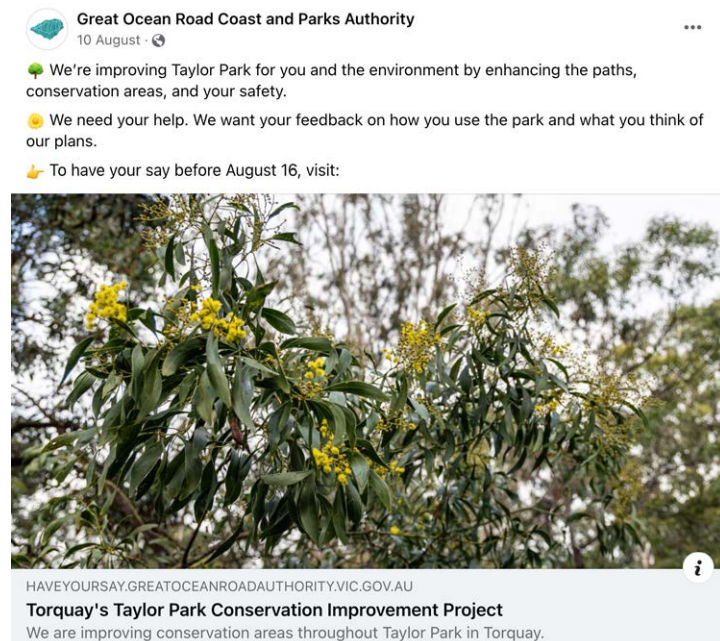 Great Ocean Road Coast and Parks Authority
10 August ·
🌳 We’re improving Taylor Park for you and the environment by enhancing the paths,
conservation areas, and your safety.
🌼 We need your help. We want your feedback on how you use the park and what you think of
our plans.
👉 To have your say before August 16, visit:
HAVEYOURSAY.GREATOCEANROADAUTHORITY.VIC.GOV.AU
Torquay's Taylor Park Conservation Improvement Project
We are improving conservation areas throughout Taylor Park in Torquay.